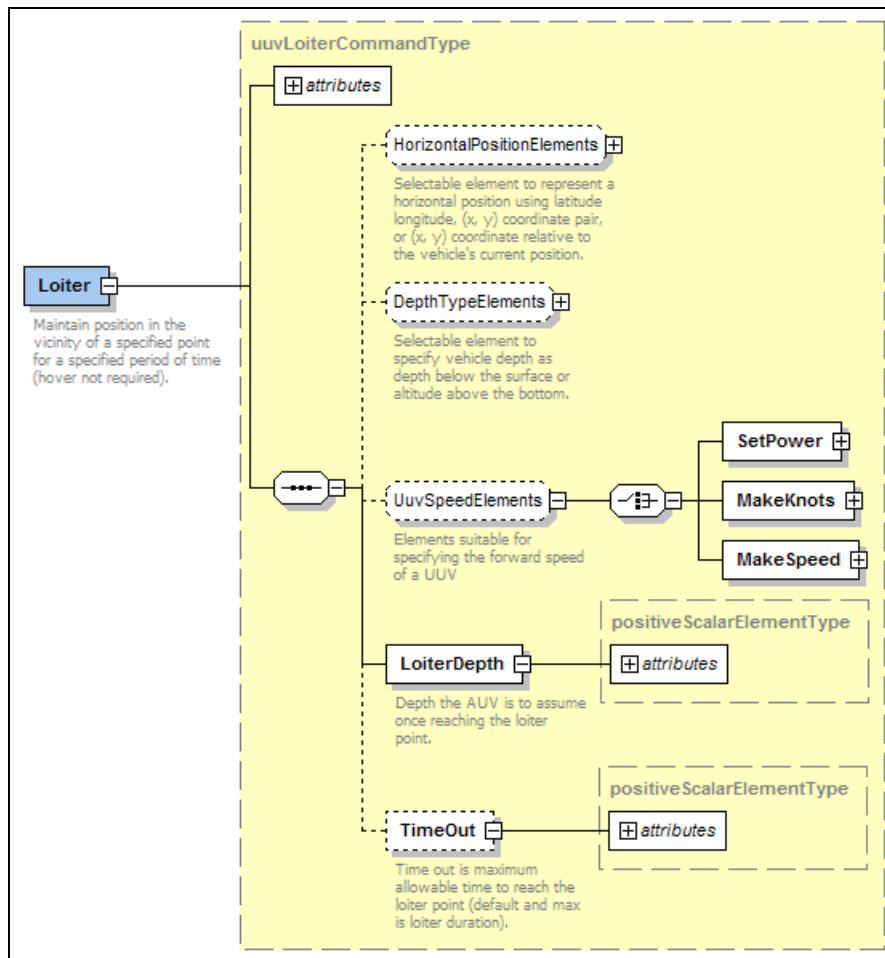 uuvLoiterCommandType
attributes
HorizontalPositionElements
Selectable element to represent a
horizontal position using latitude
longitude, (x, y) coordinate pair,
or (x, y) coordinate relative to
the vehicle's current position.
Loiter
Maintain position in the
vicinity of a specified point
for a specified period of time
(hover not required).
DepthTypeElements
Selectable element to
specify vehicle depth as
depth below the surface or
altitude above the bottom.
UuvSpeedElements
Elements suitable for
specifying the forward speed
of a UUV
SetPower
MakeKnots
MakeSpeed
LoiterDepth
Depth the AUV is to assume
once reaching the loiter
point.
positiveScalarElementType
attributes
TimeOut
Time out is maximum
allowable time to reach the
loiter point (default and max
is loiter duration).
positiveScalarElementType
attributes